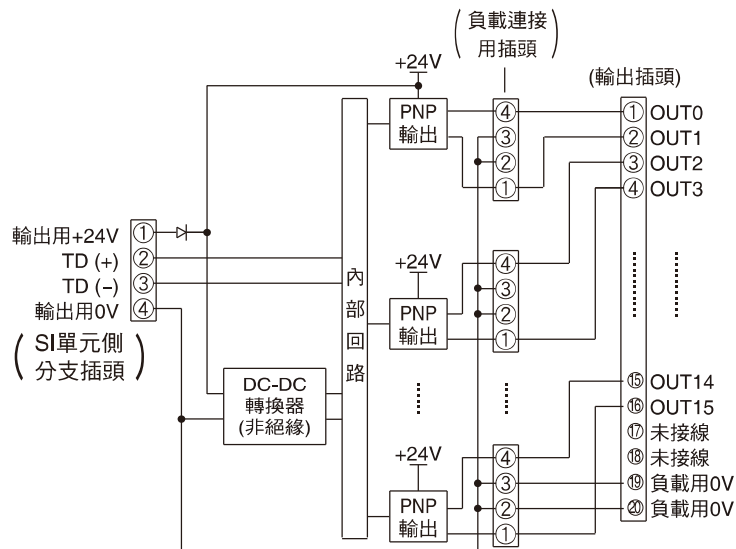 (負載連接
用插頭)
+24V
(輸出插頭)
PNP
輸出
④
③
②
①
① OUT0
② OUT1
③ OUT2
④ OUT3
輸出用+24V ①
TD (+) ②
TD (−) ③
輸出用0V ④
(SI單元側
分支插頭)
內部回路
+24V
PNP
輸出
④
③
②
①
DC-DC
轉換器
(非絕緣)
+24V
PNP
輸出
④
③
②
①
⑮ OUT14
⑯ OUT15
⑰ 未接線
⑱ 未接線
⑲ 負載用0V
⑳ 負載用0V